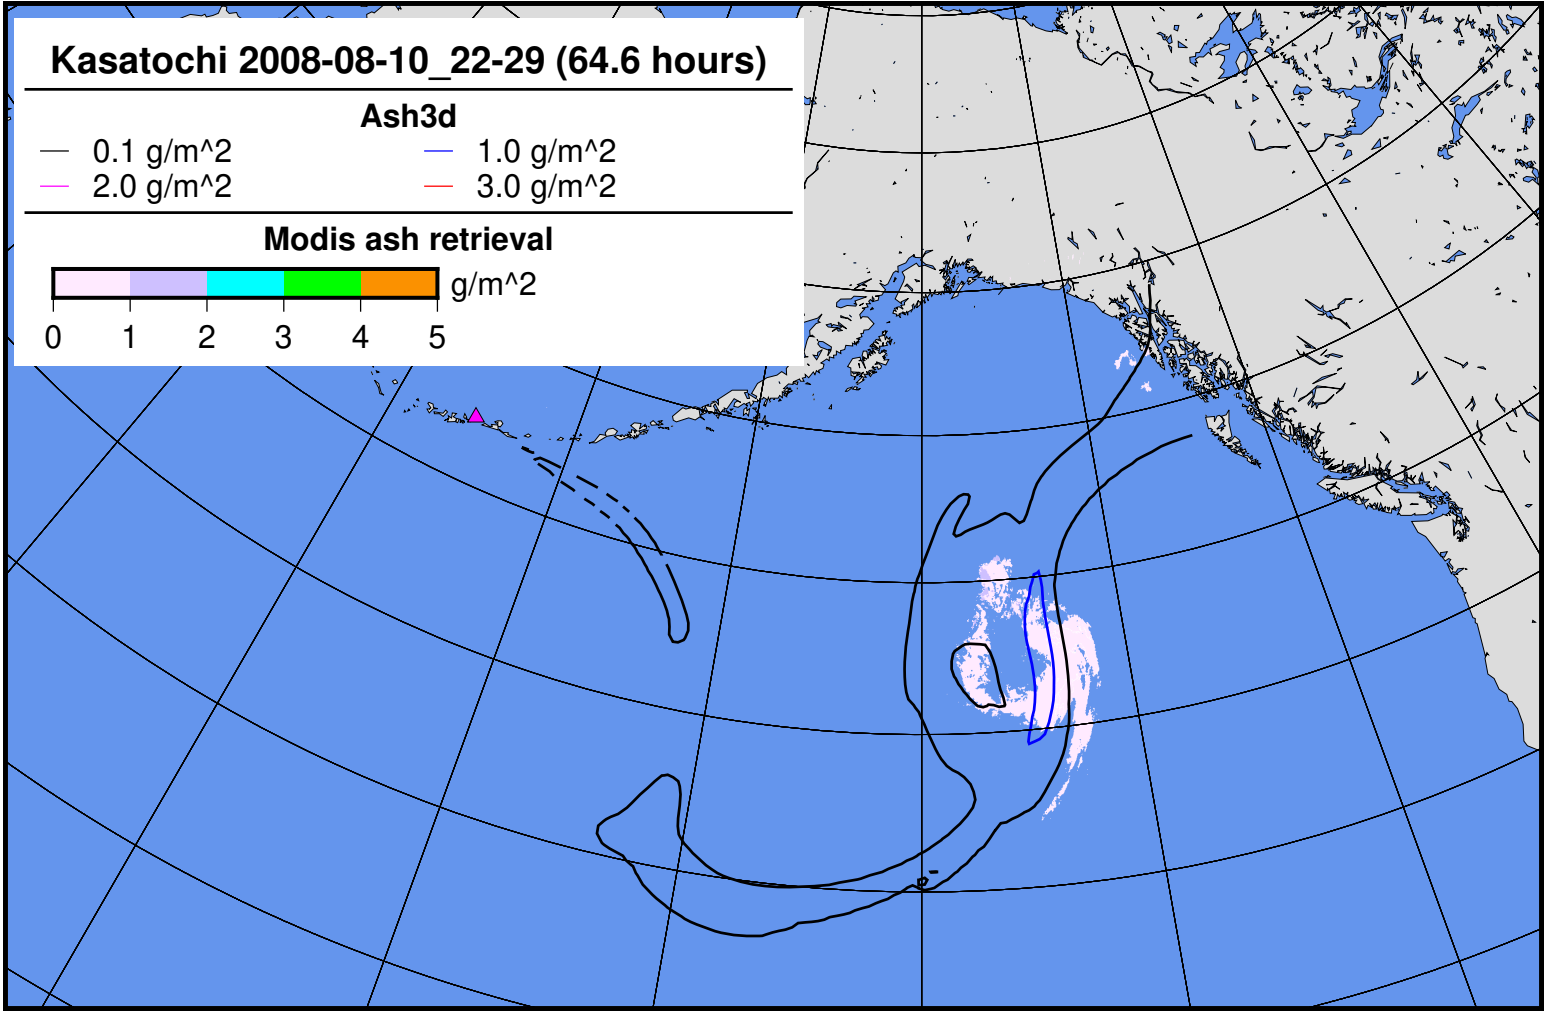 Kasatochi 2008-08-10_22-29 (64.6 hours)
Ash3d
0.1 g/m^2 1.0 g/m^2
2.0 g/m^2 3.0 g/m^2
Modis ash retrieval
g/m^2
0 1 2 3 4 5